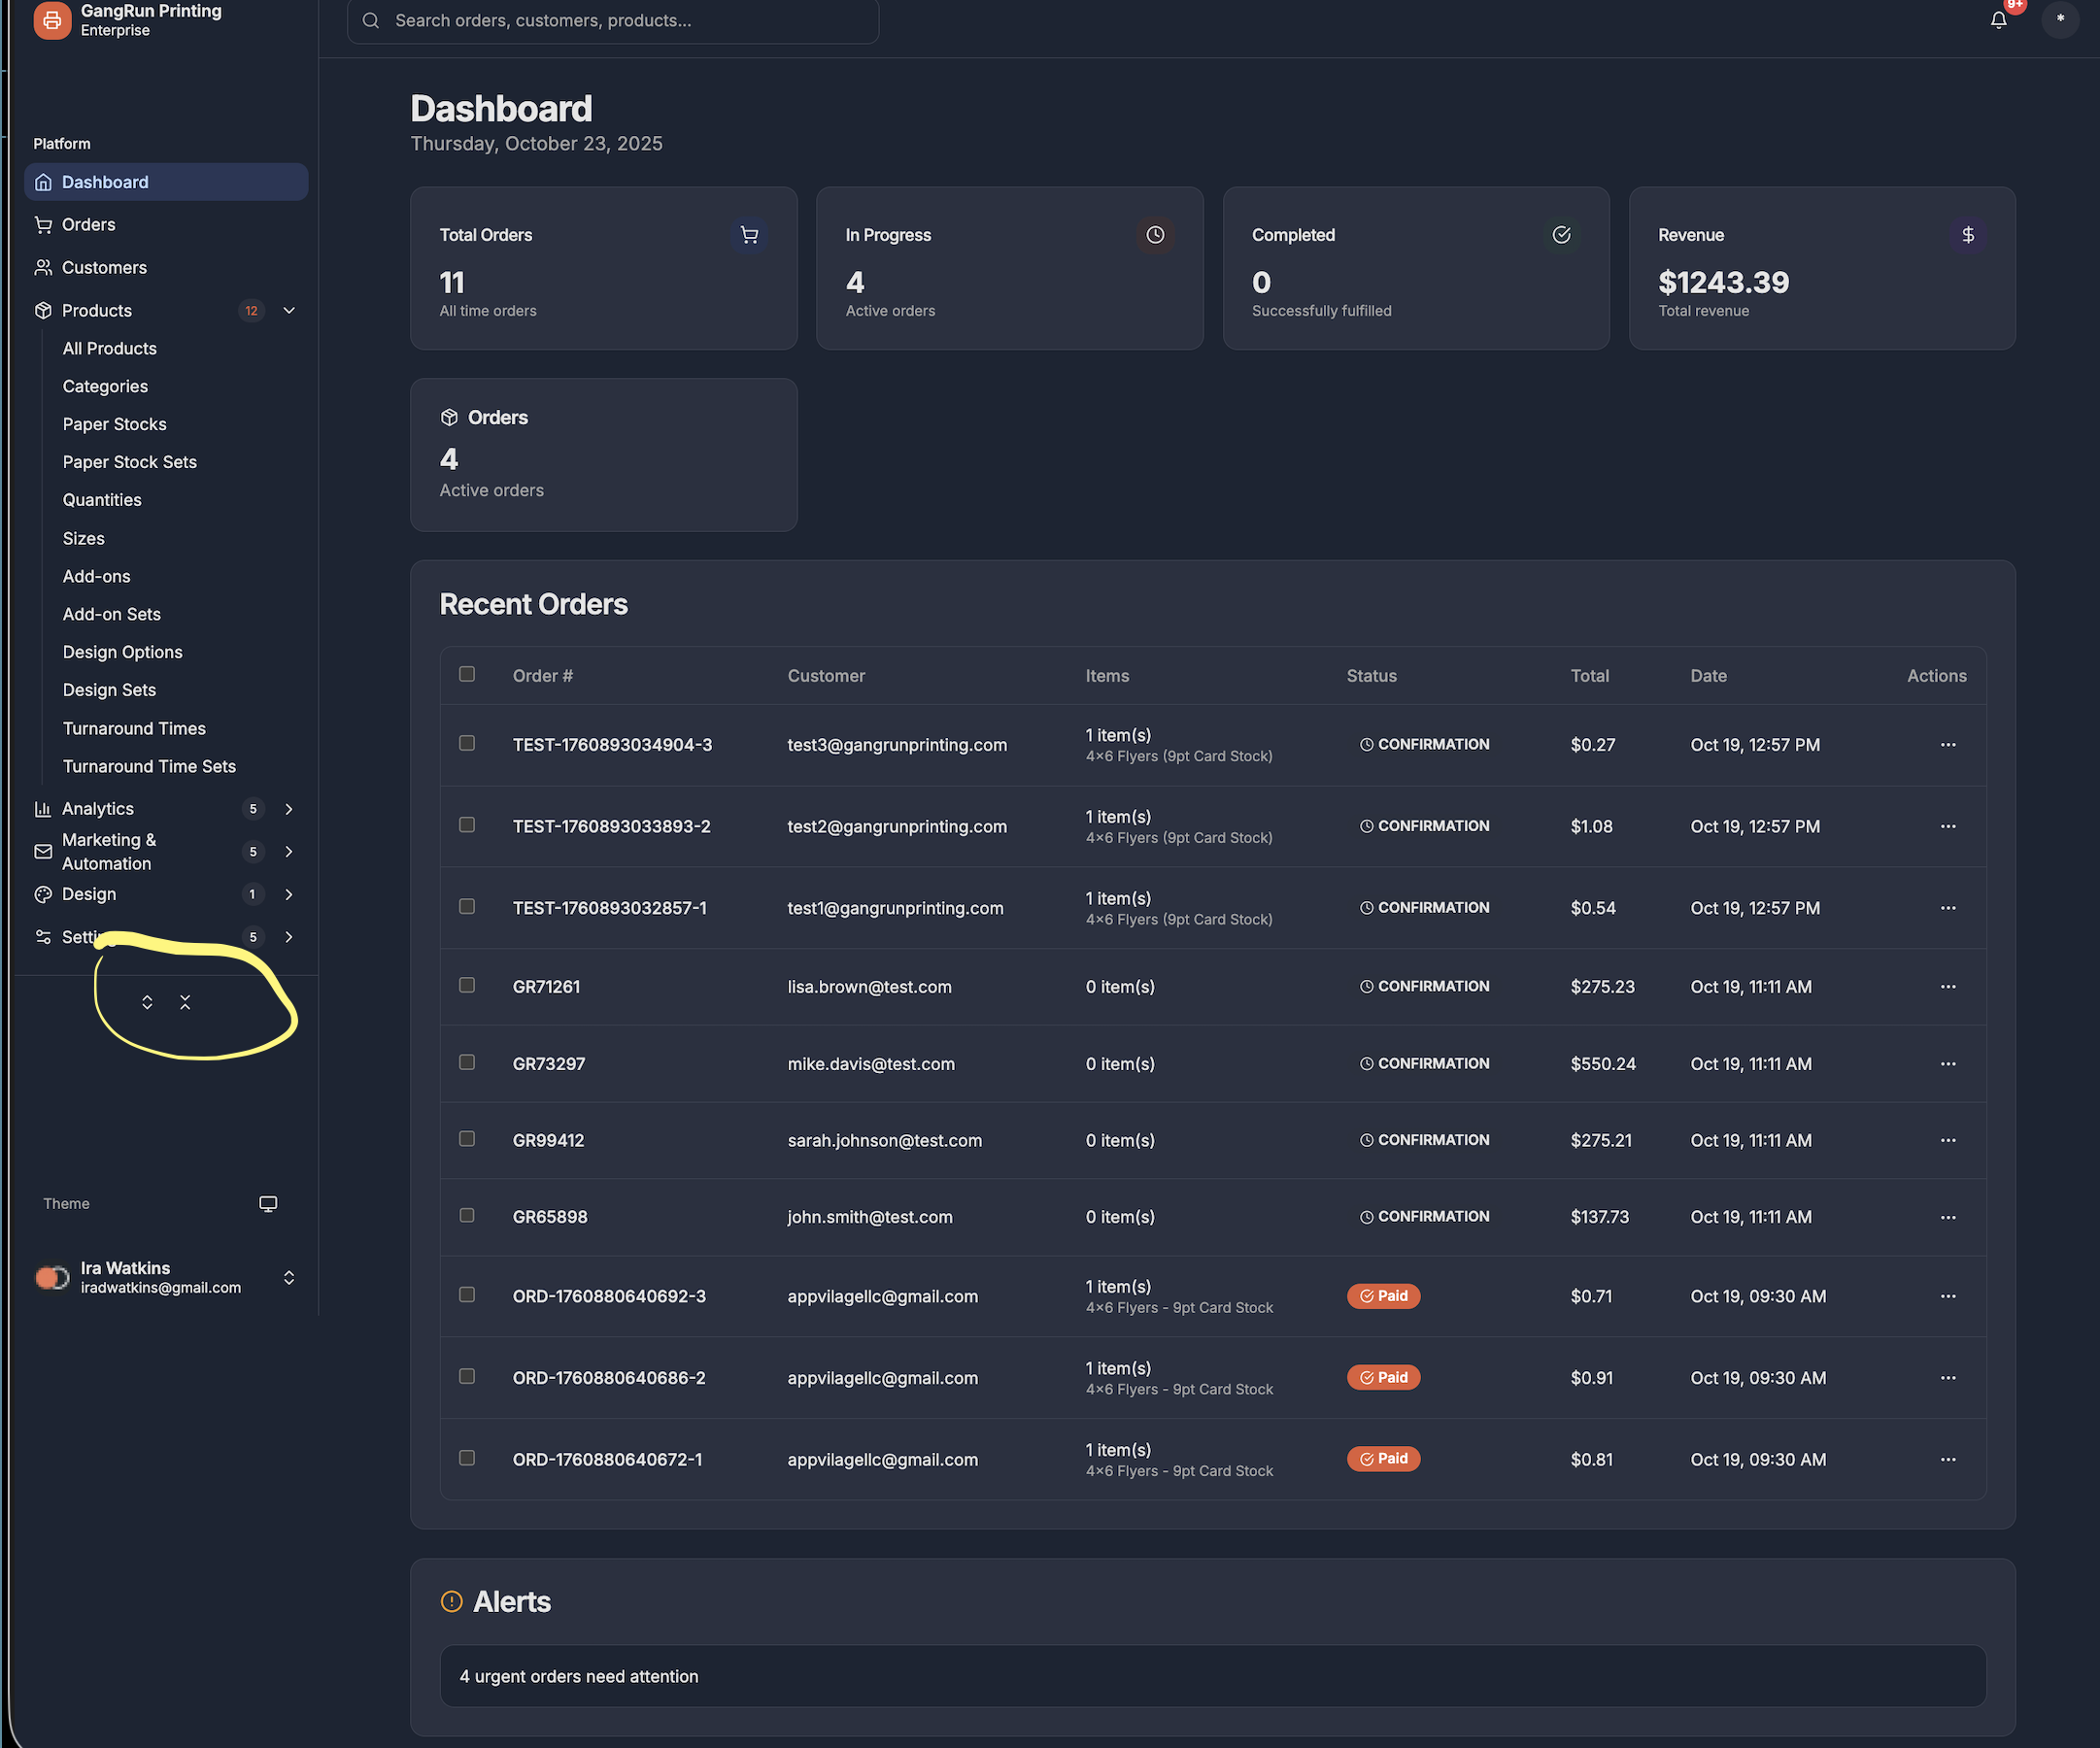 GangRun Printing
Enterprise
Search orders, customers, products...
9+
*
Platform
Dashboard
Orders
Customers
Products 12
All Products
Categories
Paper Stocks
Paper Stock Sets
Quantities
Sizes
Add-ons
Add-on Sets
Design Options
Design Sets
Turnaround Times
Turnaround Time Sets
Analytics 5
Marketing &
Automation 5
Design 1
5
Theme
Ira Watkins
iradwatkins@gmail.com
Dashboard
Thursday, October 23, 2025
Total Orders
11
All time orders
In Progress
4
Active orders
Completed
0
Successfully fulfilled
Revenue
$1243.39
Total revenue
Orders
4
Active orders
Recent Orders
Order # Customer Items Status Total Date Actions
TEST-1760893034904-3 test3@gangrunprinting.com 1 item(s) CONFIRMATION $0.27 Oct 19, 12:57 PM
4×6 Flyers (9pt Card Stock)
TEST-1760893033893-2 test2@gangrunprinting.com 1 item(s) CONFIRMATION $1.08 Oct 19, 12:57 PM
4×6 Flyers (9pt Card Stock)
TEST-1760893032857-1 test1@gangrunprinting.com 1 item(s) CONFIRMATION $0.54 Oct 19, 12:57 PM
4×6 Flyers (9pt Card Stock)
GR71261 lisa.brown@test.com 0 item(s) CONFIRMATION $275.23 Oct 19, 11:11 AM
GR73297 mike.davis@test.com 0 item(s) CONFIRMATION $550.24 Oct 19, 11:11 AM
GR99412 sarah.johnson@test.com 0 item(s) CONFIRMATION $275.21 Oct 19, 11:11 AM
GR65898 john.smith@test.com 0 item(s) CONFIRMATION $137.73 Oct 19, 11:11 AM
ORD-1760880640692-3 appvilagellc@gmail.com 1 item(s) Paid $0.71 Oct 19, 09:30 AM
4×6 Flyers - 9pt Card Stock
ORD-1760880640686-2 appvilagellc@gmail.com 1 item(s) Paid $0.91 Oct 19, 09:30 AM
4×6 Flyers - 9pt Card Stock
ORD-1760880640672-1 appvilagellc@gmail.com 1 item(s) Paid $0.81 Oct 19, 09:30 AM
4×6 Flyers - 9pt Card Stock
Alerts
4 urgent orders need attention